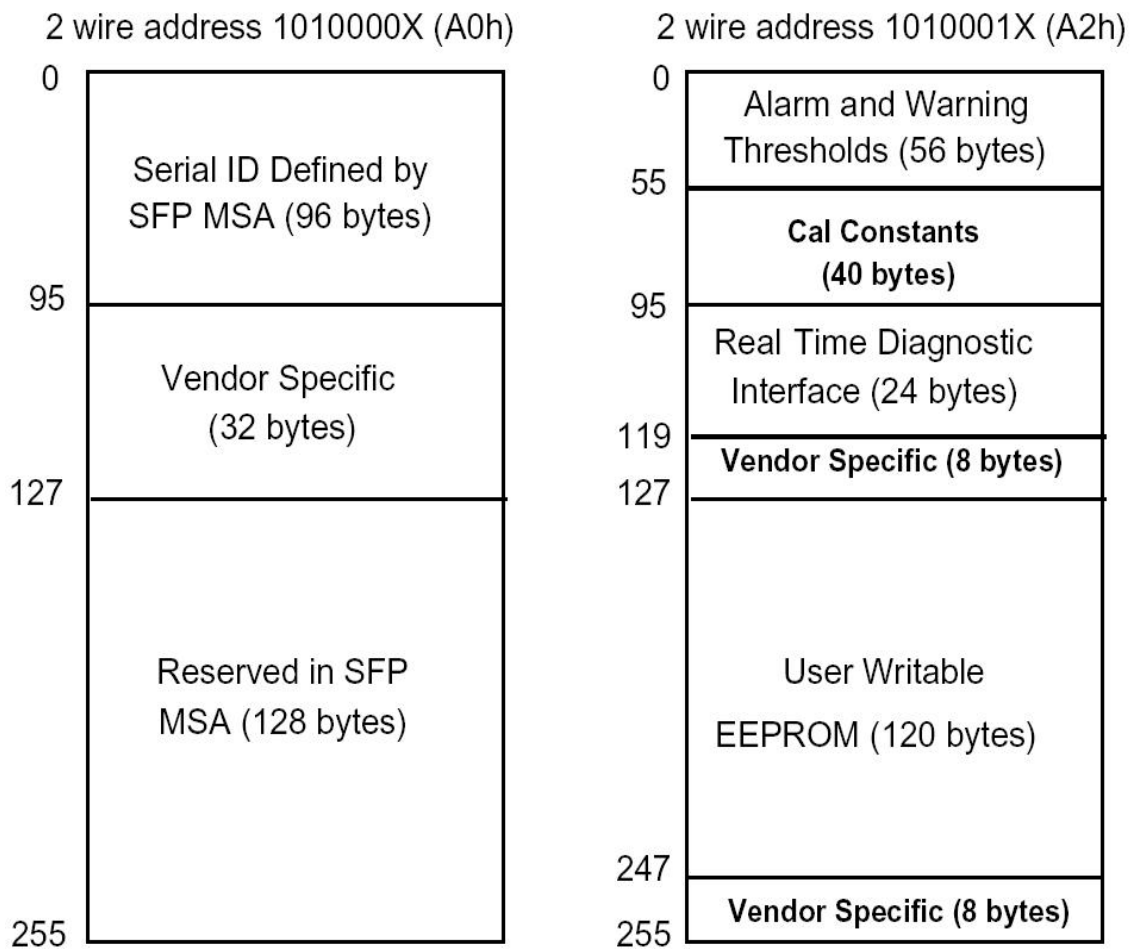 2 wire address 1010000X (A0h)
0
Serial ID Defined by
SFP MSA (96 bytes)
95
Vendor Specific
(32 bytes)
127
Reserved in SFP
MSA (128 bytes)
255
2 wire address 1010001X (A2h)
0
Alarm and Warning
Thresholds (56 bytes)
55
Cal Constants
(40 bytes)
95
Real Time Diagnostic
Interface (24 bytes)
119
Vendor Specific (8 bytes)
127
User Writable
EEPROM (120 bytes)
247
Vendor Specific (8 bytes)
255